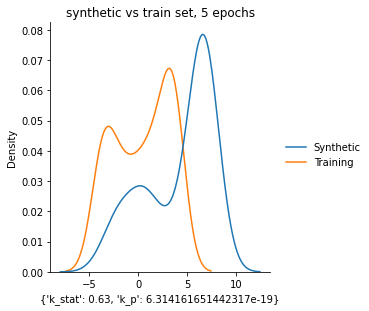 synthetic vs train set, 5 epochs
0.08
0.07
0.06
0.05
0.04
0.03
0.02
0.01
0.00
Density
−5
0
5
10
{'k_stat': 0.63, 'k_p': 6.314161651442317e-19}
Synthetic
Training